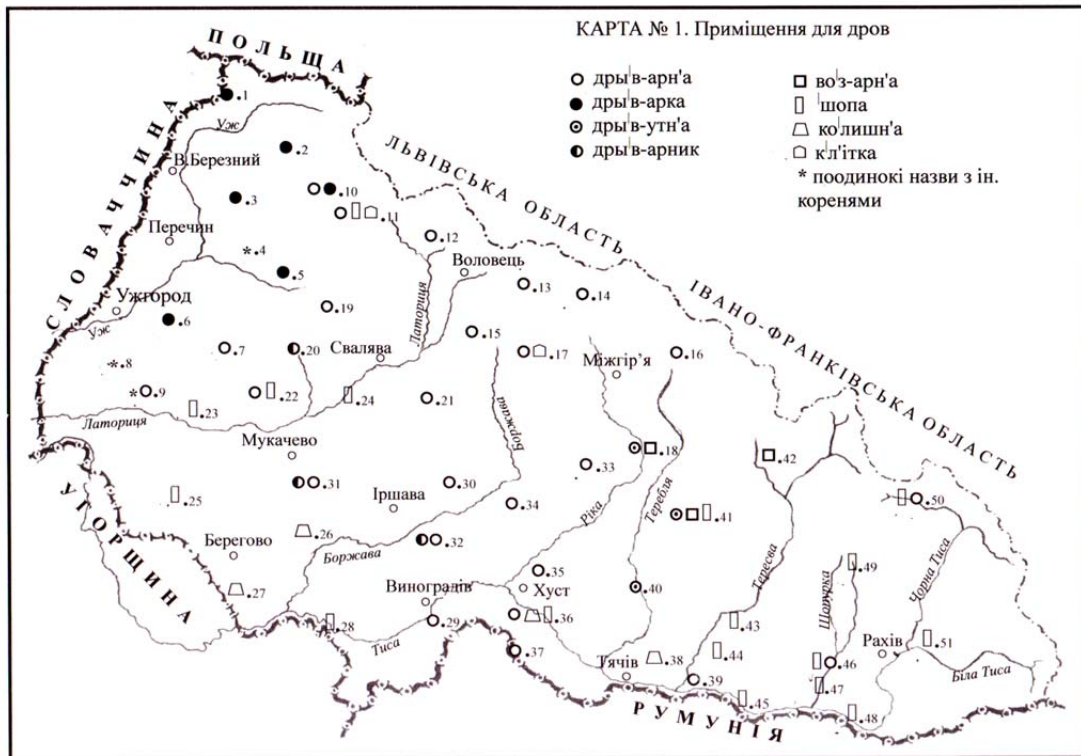 КАРТА № 1. Приміщення для дров
дрыв-арн'а
дрыв-арка
дрыв-утн'а
дрыв-арник
воз-арн'а
шопа
колишн'а
кл'ітка
* поодинокі назви з ін.
коренями
ПОЛЬЩА
СЛОВАЧЧИНА
ЛЬВІВСЬКА ОБЛАСТЬ
ІВАНО-ФРАНКІВСЬКА ОБЛАСТЬ
УГОРЩИНА
РУМУНІЯ
.1
Уж
.2
В.Березний
.3
.10
.11
Перечин
*.4
.12
.5
Воловець
.13
.14
Ужгород
Уж
.6
.19
Латориця
.15
.7
.20
Свалява
.17
Міжгір’я
.16
*.8
*
.9
.22
.23
.24
.21
Латориця
Боржава
Мукачево
.18
.42
.33
.25
.31
.30
Іршава
.34
Ріка
Теребля
.41
.50
.26
Берегово
Боржава
.32
Тересва
.27
Виноградів
.35
Хуст
.40
Шопурка
.49
Чорна Тиса
.28
Тиса
.29
.36
.43
.37
Тячів
.38
.44
.46
Рахів
.51
.39
.45
.47
Біла Тиса
.48